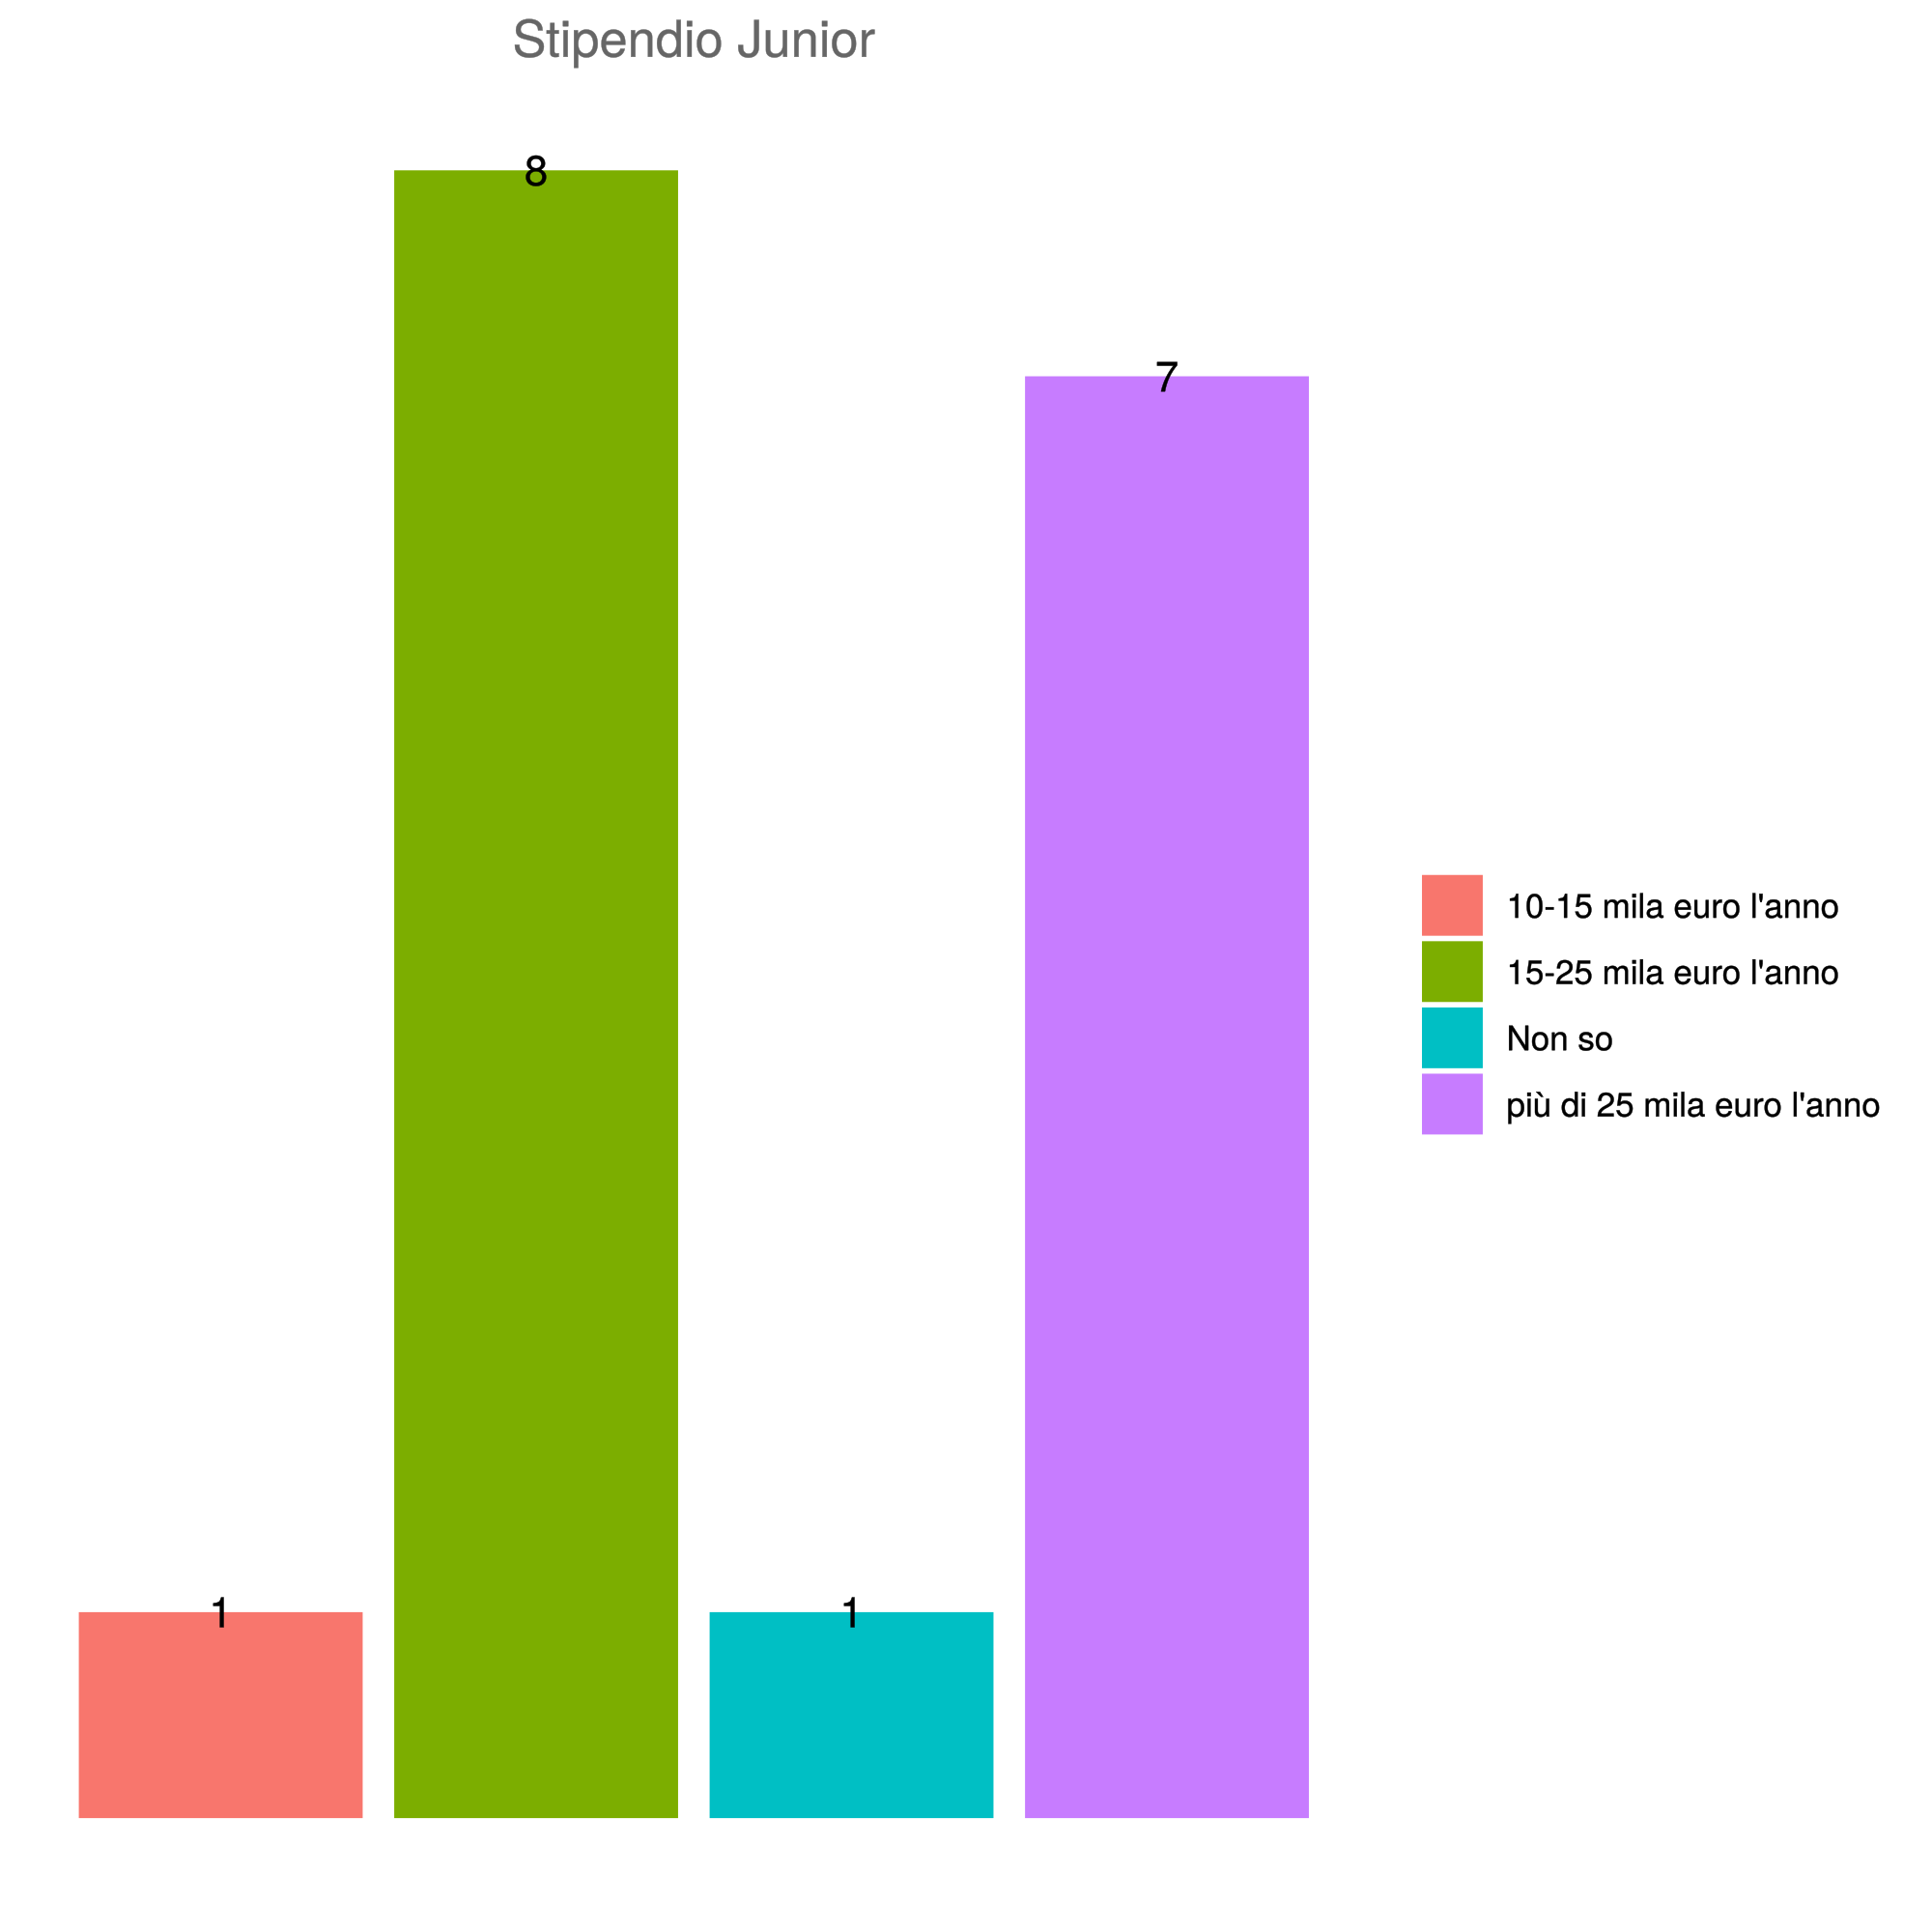 Stipendio Junior
8
7
1
1
10-15 mila euro l'anno
15-25 mila euro l'anno
Non so
più di 25 mila euro l'anno